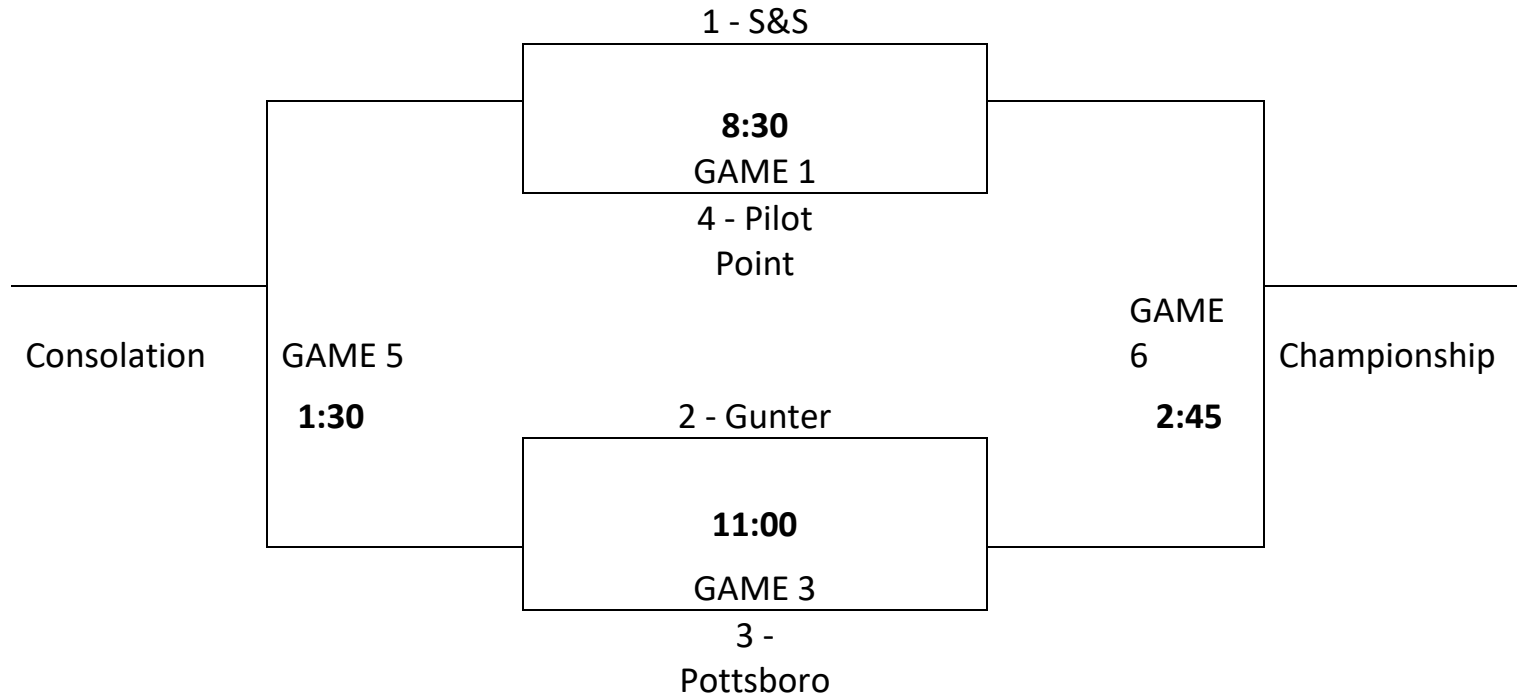 1 - S&S
8:30
GAME 1
4 - Pilot
Point
Consolation
GAME 5
1:30
GAME
6
2:45
Championship
2 - Gunter
11:00
GAME 3
3 -
Pottsboro